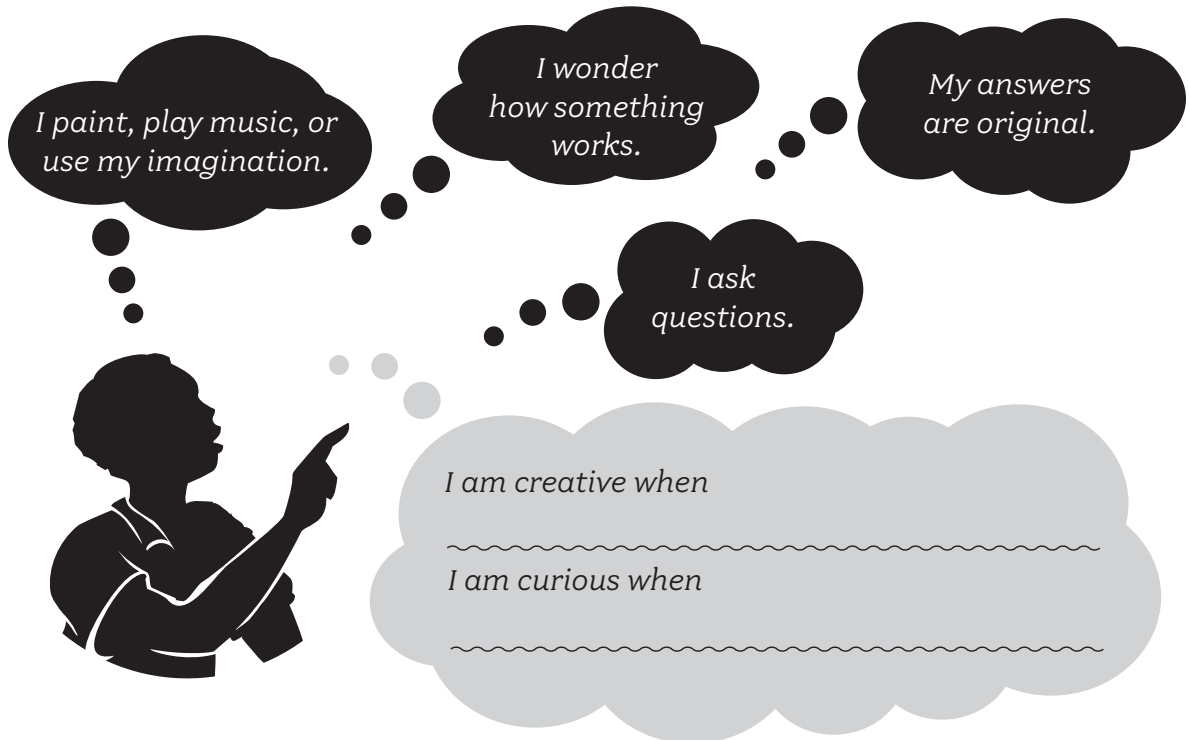 I paint, play music, or
use my imagination.
I wonder
how something
works.
My answers
are original.
I ask
questions.
I am creative when
I am curious when